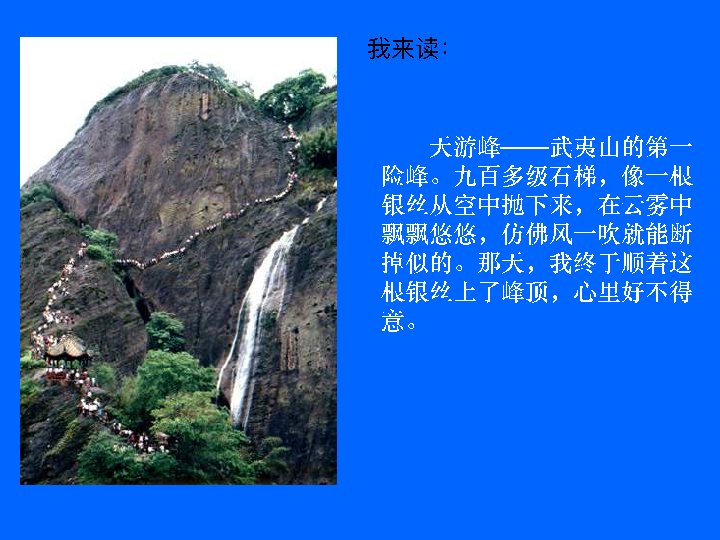 我来读：
天游峰——武夷山的第一
险峰。九百多级石梯，像一根
银丝从空中抛下来，在云雾中
飘飘悠悠，仿佛风一吹就能断
掉似的。那天，我终于顺着这
根银丝上了峰顶，心里好不得
意。